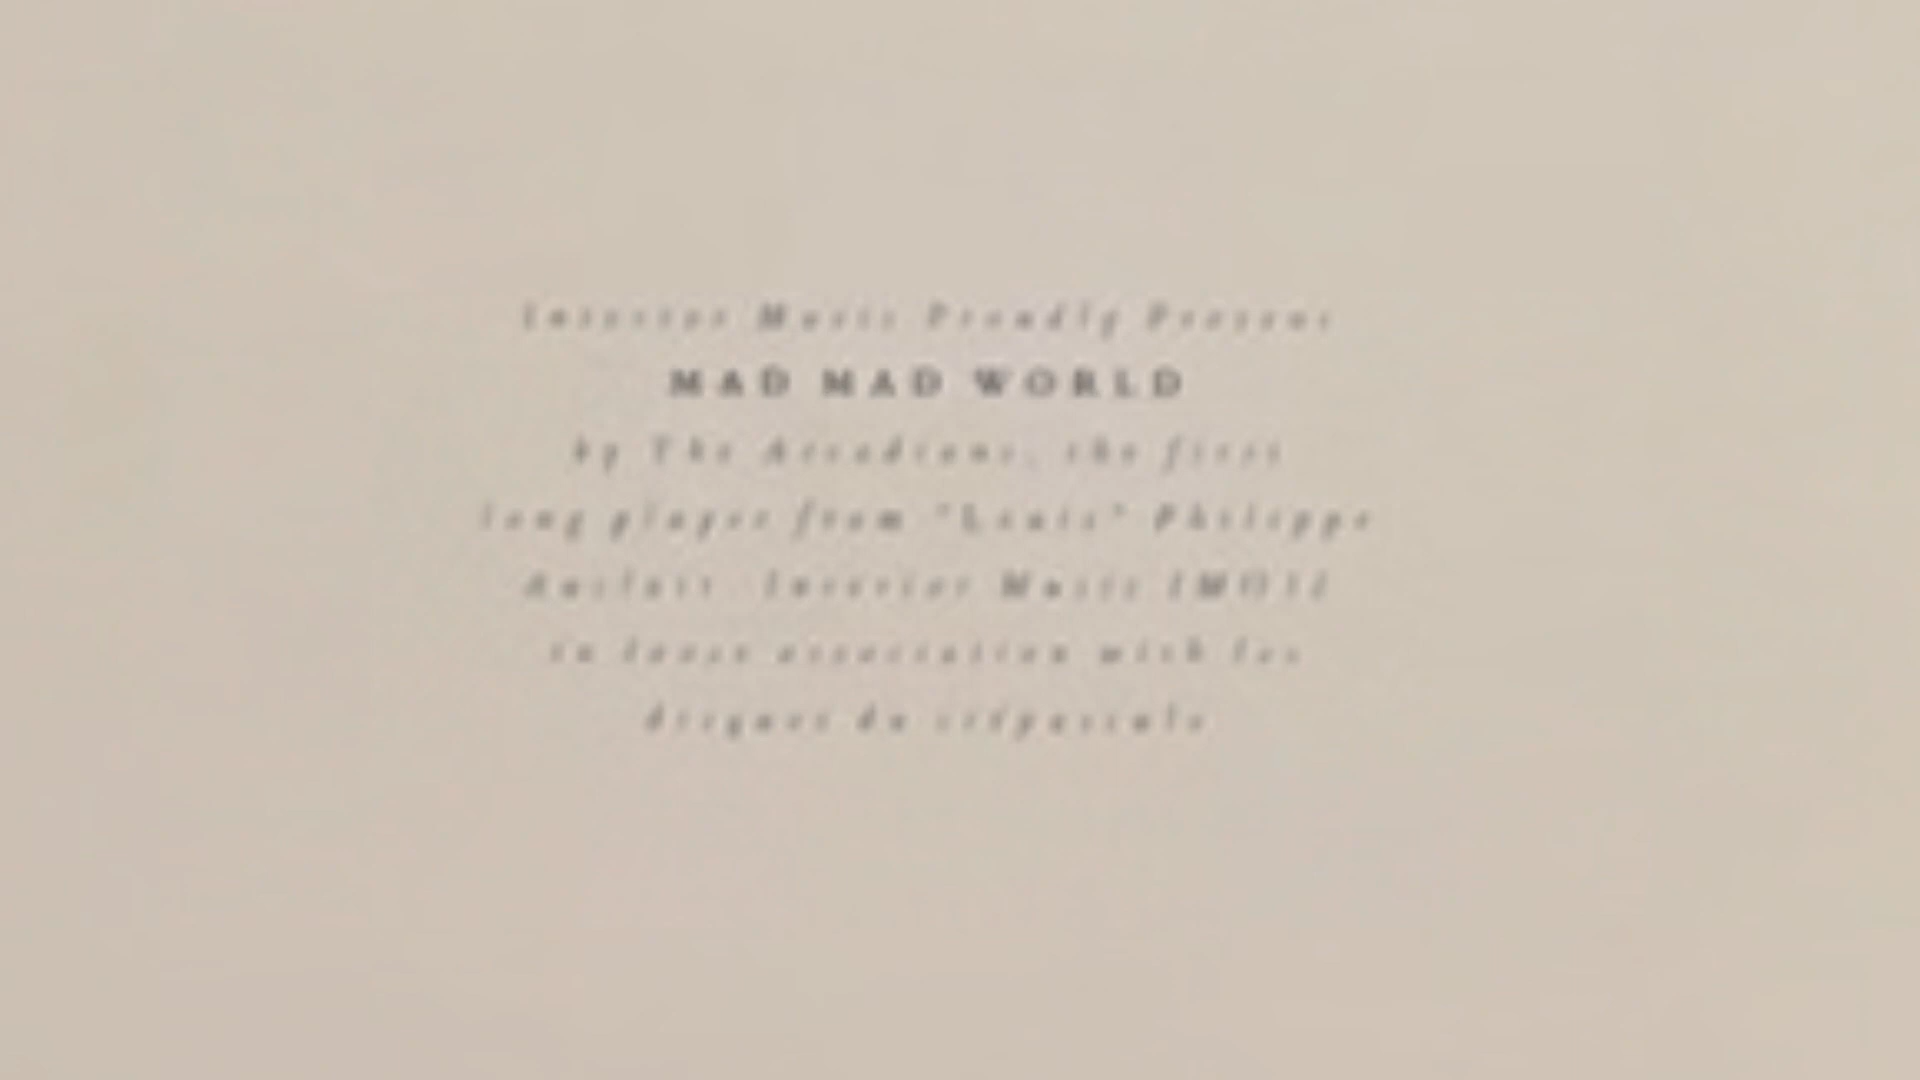 Interior Music Proudly Present
MAD MAD WORLD
by The Arcadians, the first
long player from "Louis" Philippe
Auclair. Interior Music
in loose association with les
disques du crépuscule